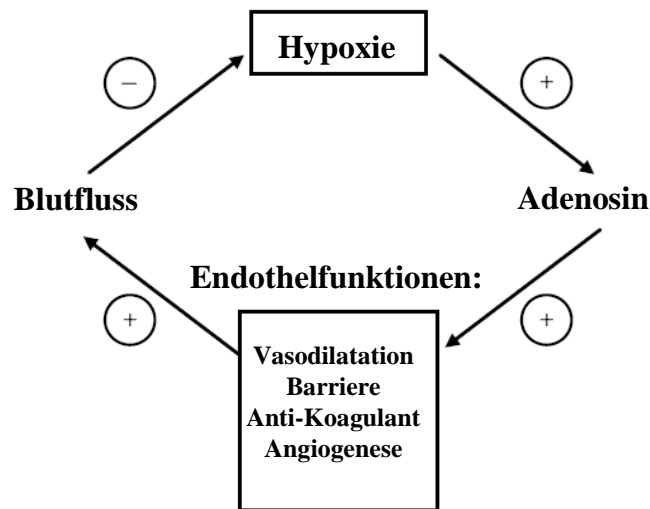 Hypoxie
−
+
Blutfluss
Adenosin
Endothelfunktionen:
+
+
Vasodilatation
Barriere
Anti-Koagulant
Angiogenese